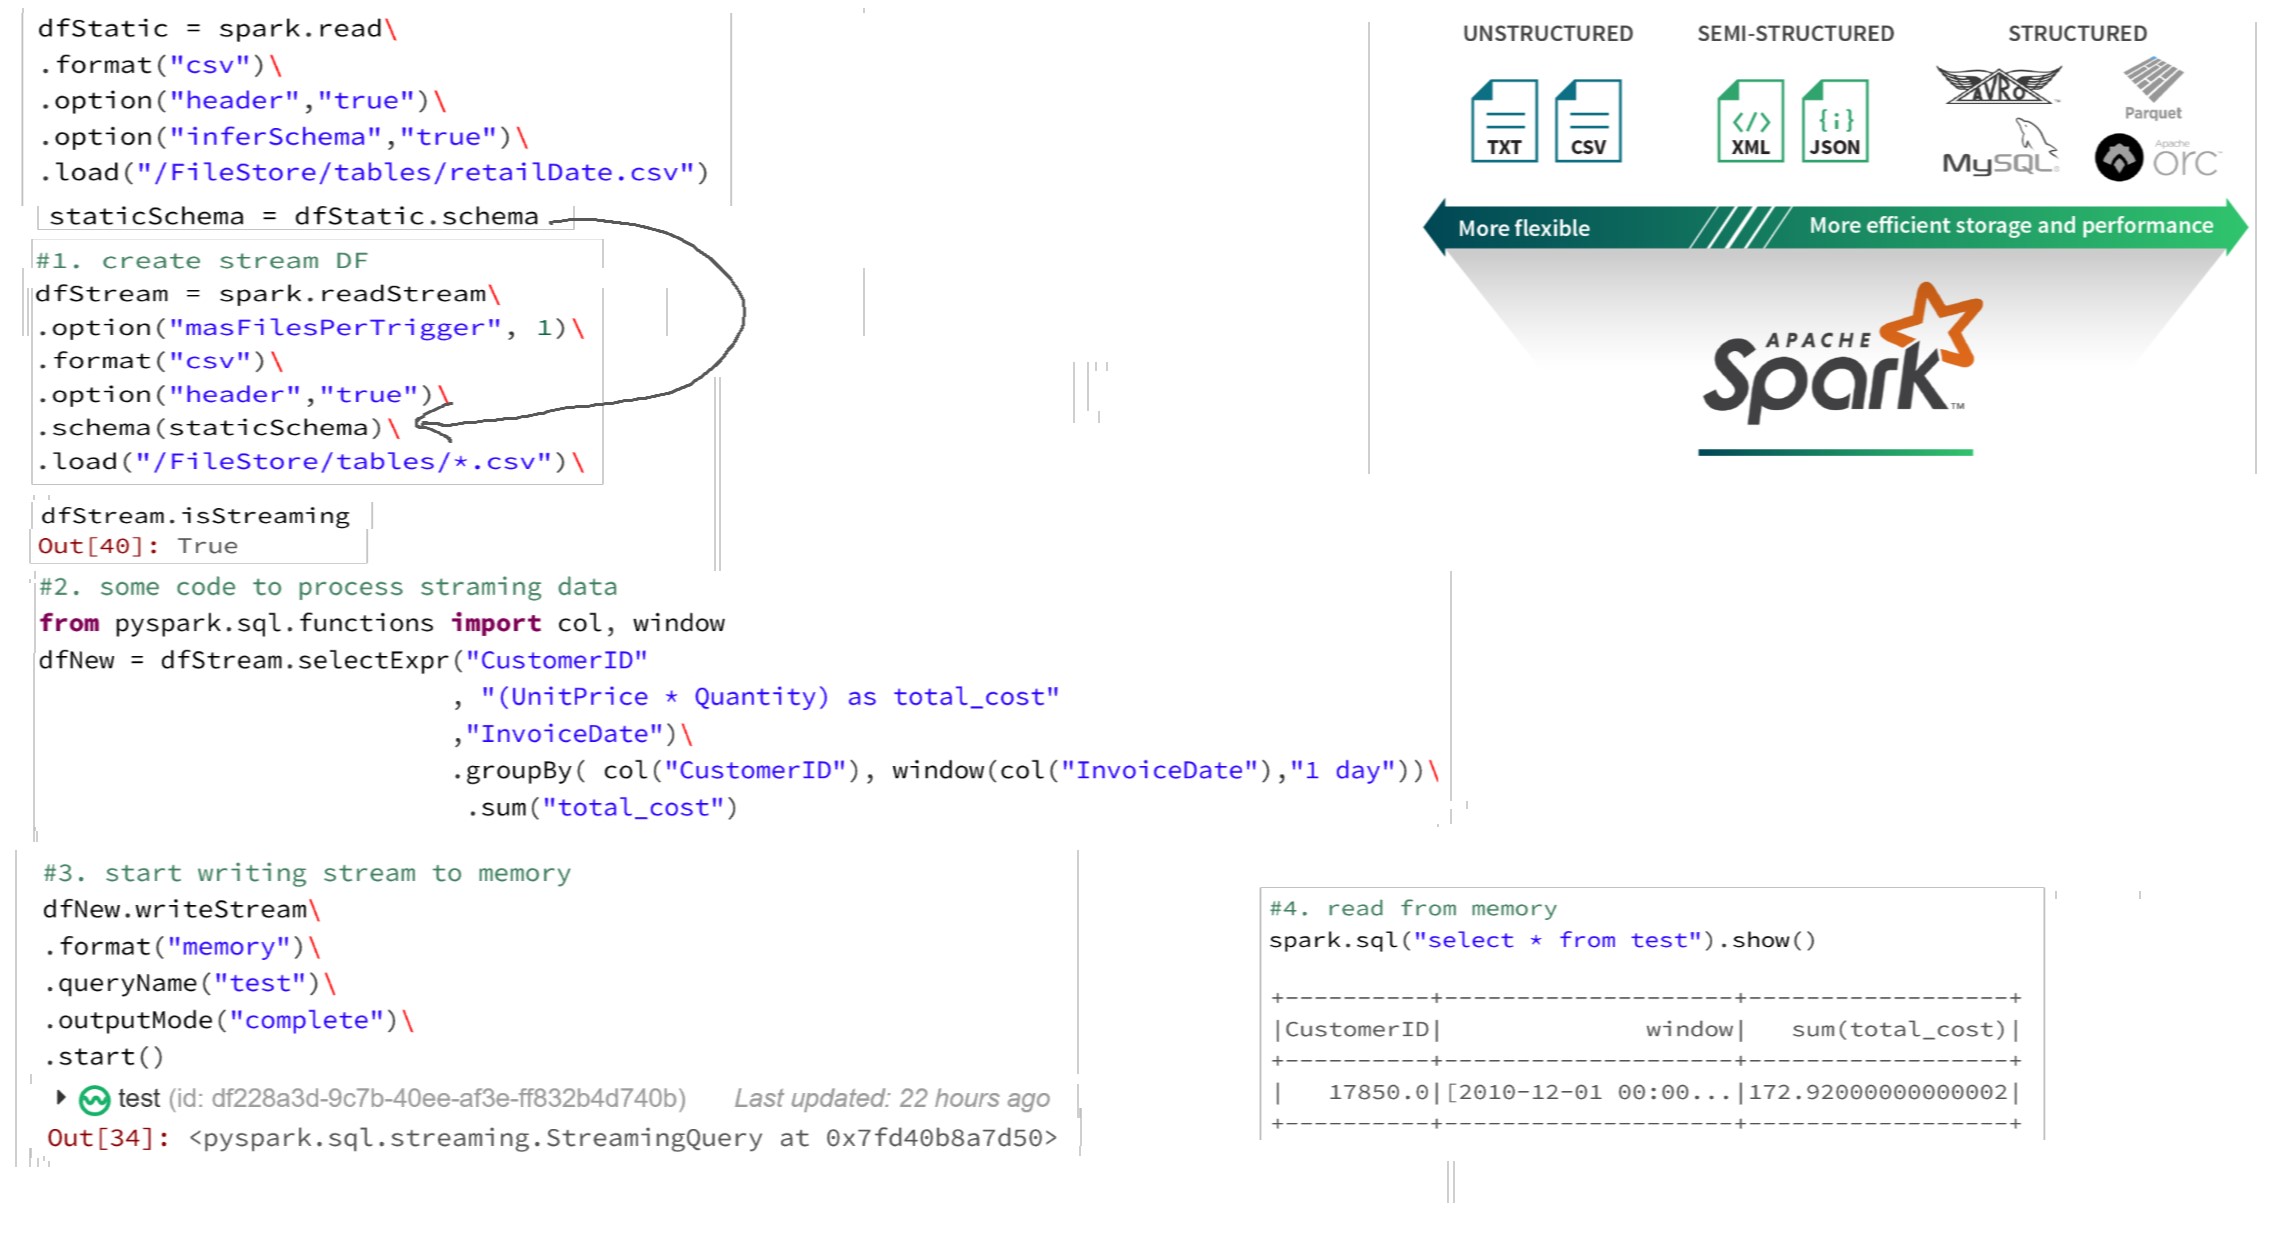 dfStatic = spark.read\
.format("csv")\
.option("header","true")\
.option("inferSchema","true")\
.load("/FileStore/tables/retailDate.csv")
staticSchema = dfStatic.schema
#1. create stream DF
dfStream = spark.readStream\
.option("masFilesPerTrigger", 1)\
.format("csv")\
.option("header","true")\
.schema(staticSchema)\
.load("/FileStore/tables/*.csv")\
dfStream.isStreaming
Out[40]: True
#2. some code to process straming data
from pyspark.sql.functions import col, window
dfNew = dfStream.selectExpr("CustomerID"
, "(UnitPrice * Quantity) as total_cost"
,"InvoiceDate")\
.groupBy( col("CustomerID"), window(col("InvoiceDate"),"1 day"))\
.sum("total_cost")
#3. start writing stream to memory
dfNew.writeStream\
.format("memory")\
.queryName("test")\
.outputMode("complete")\
.start()
test (id: df228a3d-9c7b-40ee-af3e-ff832b4d740b) Last updated: 22 hours ago
Out[34]: <pyspark.sql.streaming.StreamingQuery at 0x7fd40b8a7d50>
UNSTRUCTURED SEMI-STRUCTURED STRUCTURED
TXT CSV XML JSON
</> {i}
AVRO Parquet
MySQL Apache orc
More flexible More efficient storage and performance
APACHE
Spark™
#4. read from memory
spark.sql("select * from test").show()
+----------+-------------------+------------------+
|CustomerID| window| sum(total_cost)|
+----------+-------------------+------------------+
| 17850.0|[2010-12-01 00:00...|172.92000000000002|
+----------+-------------------+------------------+